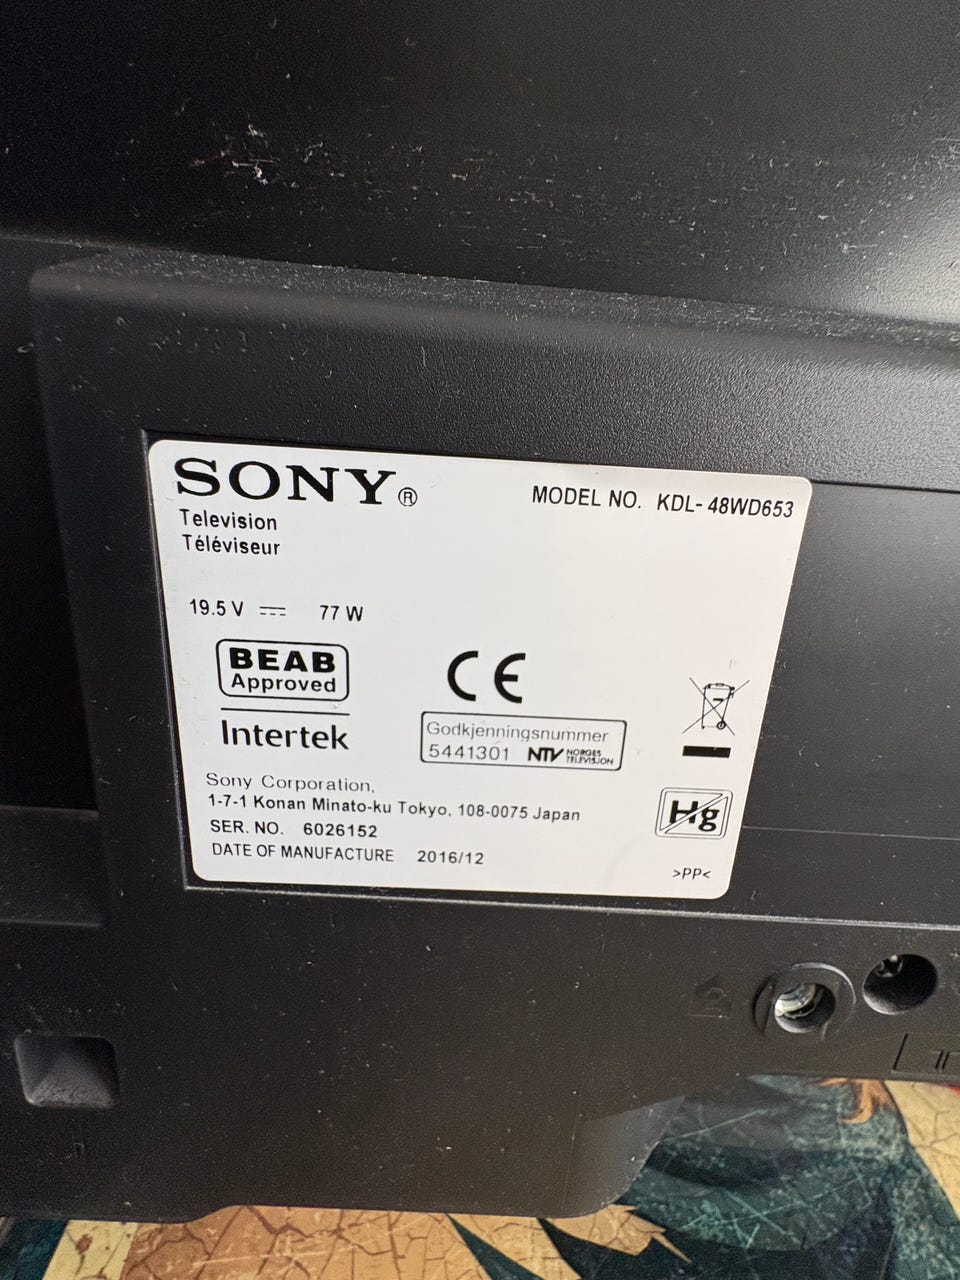 SONY®
MODEL NO. KDL-48WD653
Television
Téléviseur
19.5 V 77 W
BEAB
Approved
Intertek
CE
Godkjenningsnummer
5441301 NTV NORGES
TELEVISJON
Sony Corporation,
1-7-1 Konan Minato-ku Tokyo, 108-0075 Japan
SER. NO. 6026152
DATE OF MANUFACTURE 2016/12
Hg
>PP<